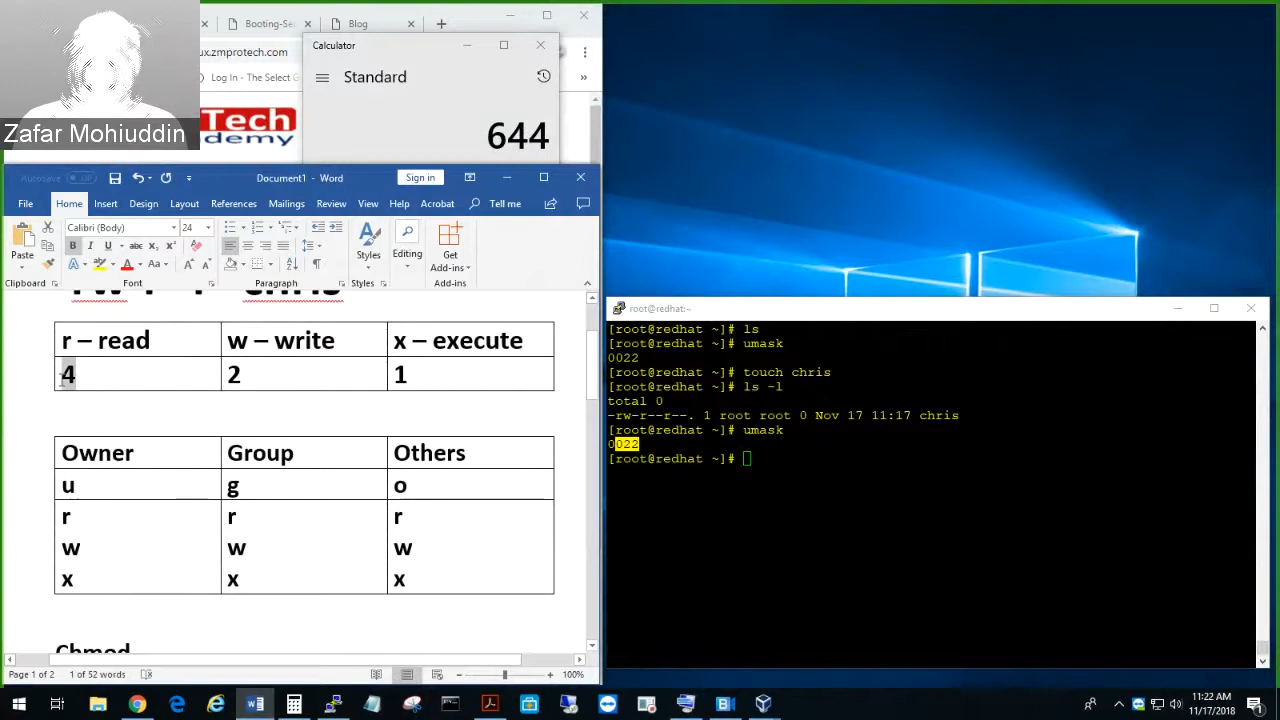 Booting-Se
Blog
ux.zmprotech.com
Log In - The Select G
Zafar Mohiuddin
Tech
demy
Calculator
Standard
644
Document1 - Word
Sign in
File Home Insert Design Layout References Mailings Review View Help Acrobat Tell me
Calibri (Body) 24
Paste
Styles
Editing
Get
Add-ins
Clipboard Font Paragraph Styles Editing Add-ins
r – read w – write x – execute
4 2 1
Owner Group Others
u g o
r r r
w w w
x x x
Chmod
Page 1 of 2 1 of 52 words 100%
root@redhat:~
[root@redhat ~]# ls
[root@redhat ~]# umask
0022
[root@redhat ~]# touch chris
[root@redhat ~]# ls -l
total 0
-rw-r--r--. 1 root root 0 Nov 17 11:17 chris
[root@redhat ~]# umask
0022
[root@redhat ~]#
11:22 AM
11/17/2018